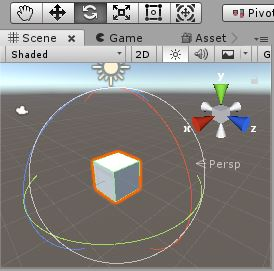 Pivot
Scene
Game
Asset
Shaded
2D
G
y
x
z
Persp